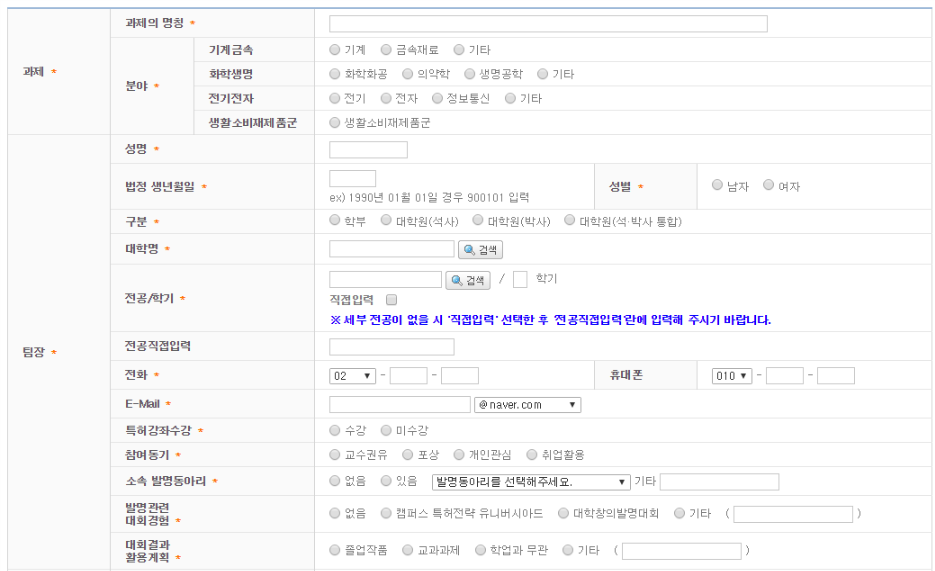 과제의 명칭 *
과제 *
분야 *
기계금속 기계 금속재료 기타
화학생명 화학화공 의약학 생명공학 기타
전기전자 전기 전자 정보통신 기타
생활소비재제품군 생활소비재제품군
팀장 *
성명 *
법정 생년월일 *
ex) 1990년 01월 01일 경우 900101 입력
성별 * 남자 여자
구분 * 학부 대학원(석사) 대학원(박사) 대학원(석·박사 통합)
대학명 * 검색
전공/학기 * 검색 / 학기
직접입력
※ 세부 전공이 없을 시 '직접입력' 선택한 후 '전공직접입력'란에 입력해 주시기 바랍니다.
전공직접입력
전화 * 02 - - 휴대폰 010 - -
E-Mail * @naver.com
특허강좌수강 * 수강 미수강
참여동기 * 교수권유 포상 개인관심 취업활용
소속 발명동아리 * 없음 있음 발명동아리를 선택해주세요. 기타
발명관련
대회경험 * 없음 캠퍼스 특허전략 유니버시아드 대학창의발명대회 기타 ( )
대회결과
활용계획 * 졸업작품 교과과제 학업과 무관 기타 ( )